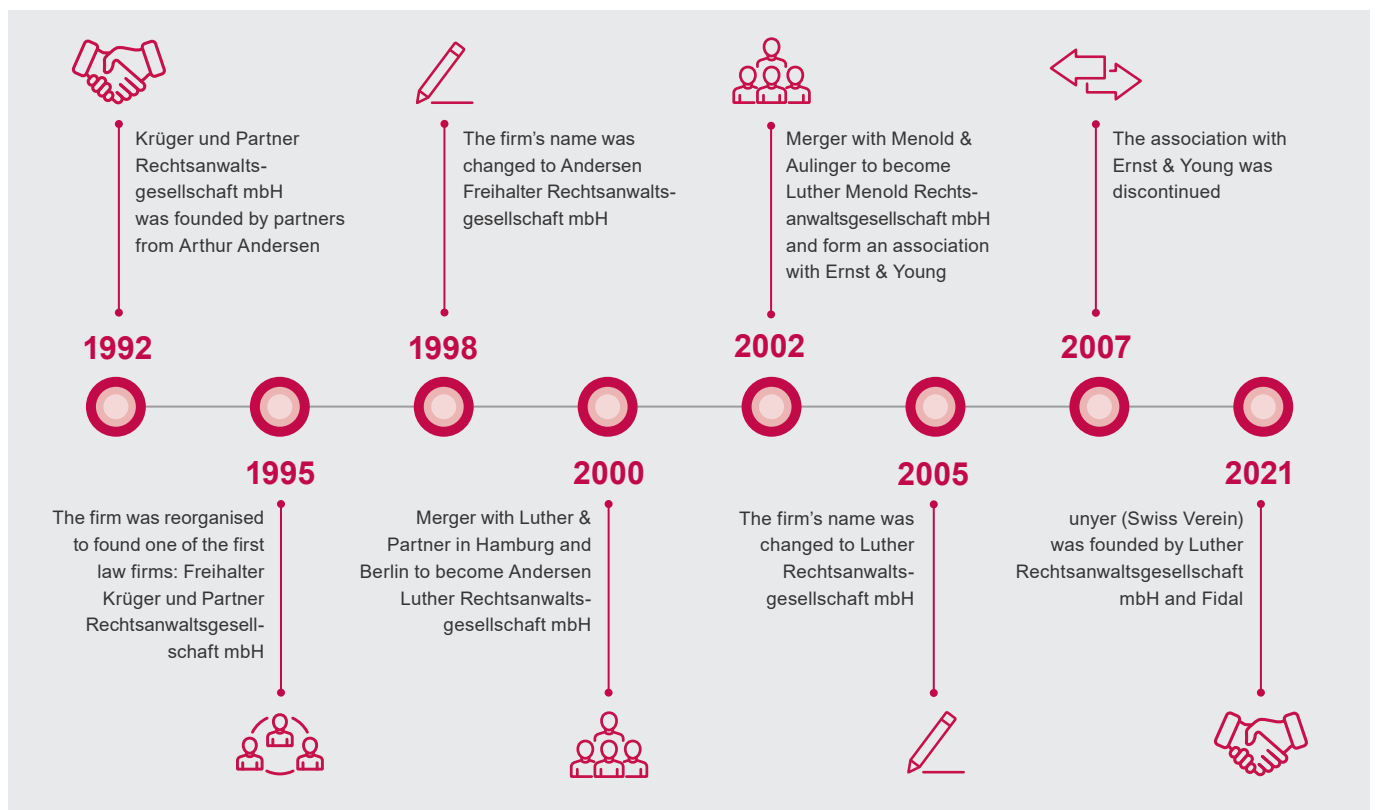 Krüger und Partner
Rechtsanwalts-
gesellschaft mbH
was founded by partners
from Arthur Andersen
1992
The firm was reorganised
to found one of the first
law firms: Freihalter
Krüger und Partner
Rechtsanwaltsgesell-
schaft mbH
1995
The firm's name was
changed to Andersen
Freihalter Rechtsanwalts-
gesellschaft mbH
1998
2000
Merger with Luther &
Partner in Hamburg and
Berlin to become Andersen
Luther Rechtsanwalts-
gesellschaft mbH
Merger with Menold &
Aulinger to become
Luther Menold Rechts-
anwaltsgesellschaft mbH
and form an association
with Ernst & Young
2002
2005
The firm's name was
changed to Luther
Rechtsanwalts-
gesellschaft mbH
The association with
Ernst & Young was
discontinued
2007
2021
unyer (Swiss Verein)
was founded by Luther
Rechtsanwaltsgesellschaft
mbH and Fidal